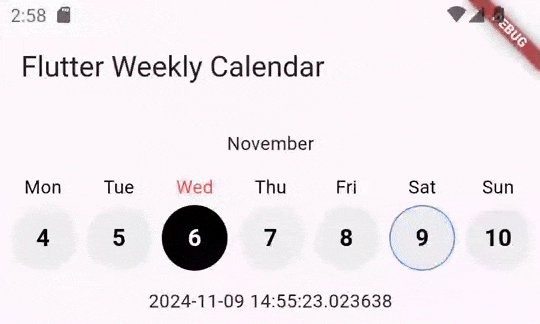 2:58
DEBUG
Flutter Weekly Calendar
November
Mon Tue Wed Thu Fri Sat Sun
4 5 6 7 8 9 10
2024-11-09 14:55:23.023638